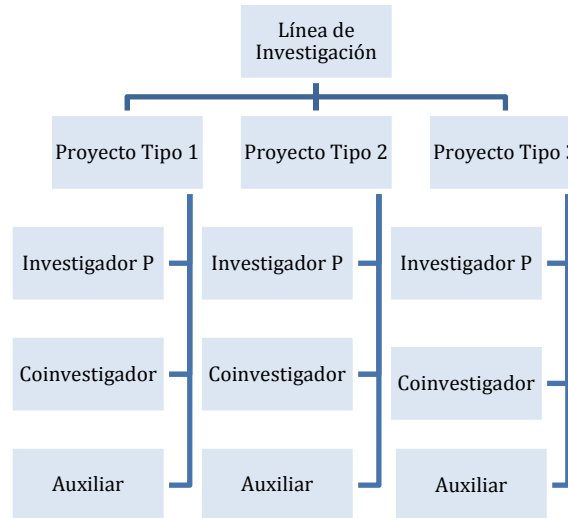 Línea de
Investigación
Proyecto Tipo 1
Proyecto Tipo 2
Proyecto Tipo 3
Investigador P
Investigador P
Investigador P
Coinvestigador
Coinvestigador
Coinvestigador
Auxiliar
Auxiliar
Auxiliar